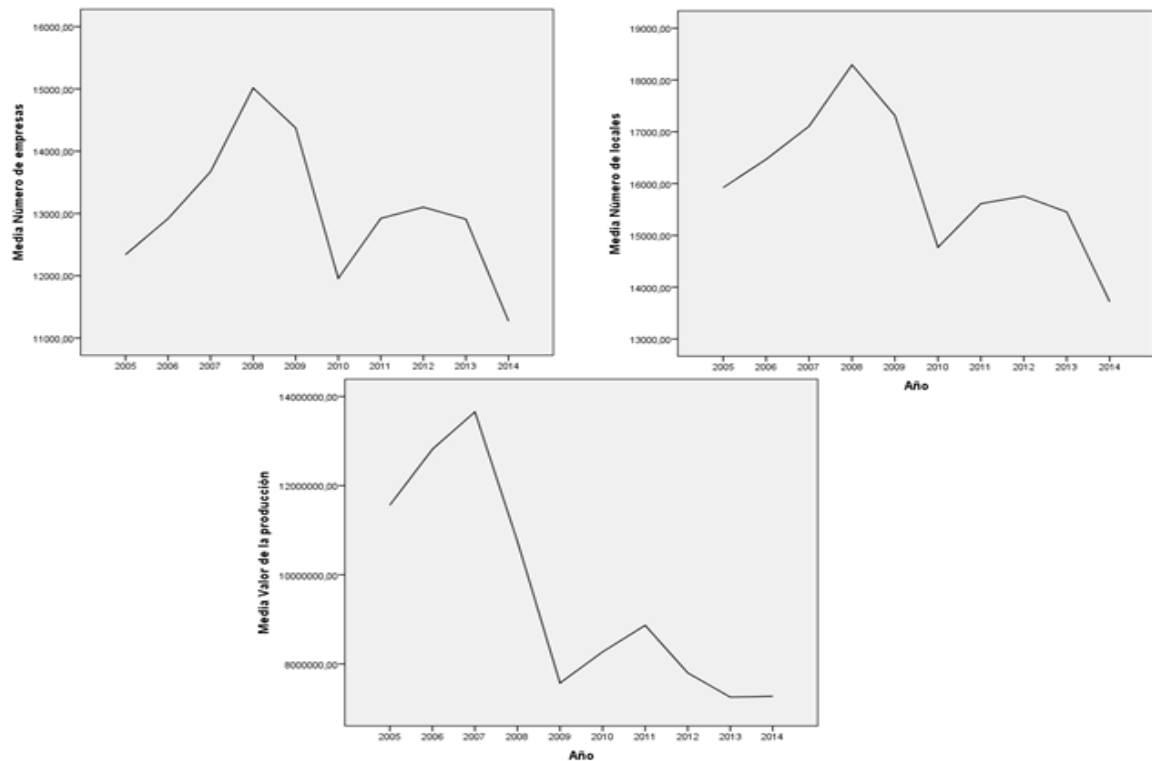 Media Número de empresas
16000,00
15000,00
14000,00
13000,00
12000,00
11000,00
2005 2006 2007 2008 2009 2010 2011 2012 2013 2014
Media Número de locales
19000,00
18000,00
17000,00
16000,00
15000,00
14000,00
13000,00
2005 2006 2007 2008 2009 2010 2011 2012 2013 2014
Año
Media Valor de la producción
14000000,00
12000000,00
10000000,00
8000000,00
2005 2006 2007 2008 2009 2010 2011 2012 2013 2014
Año